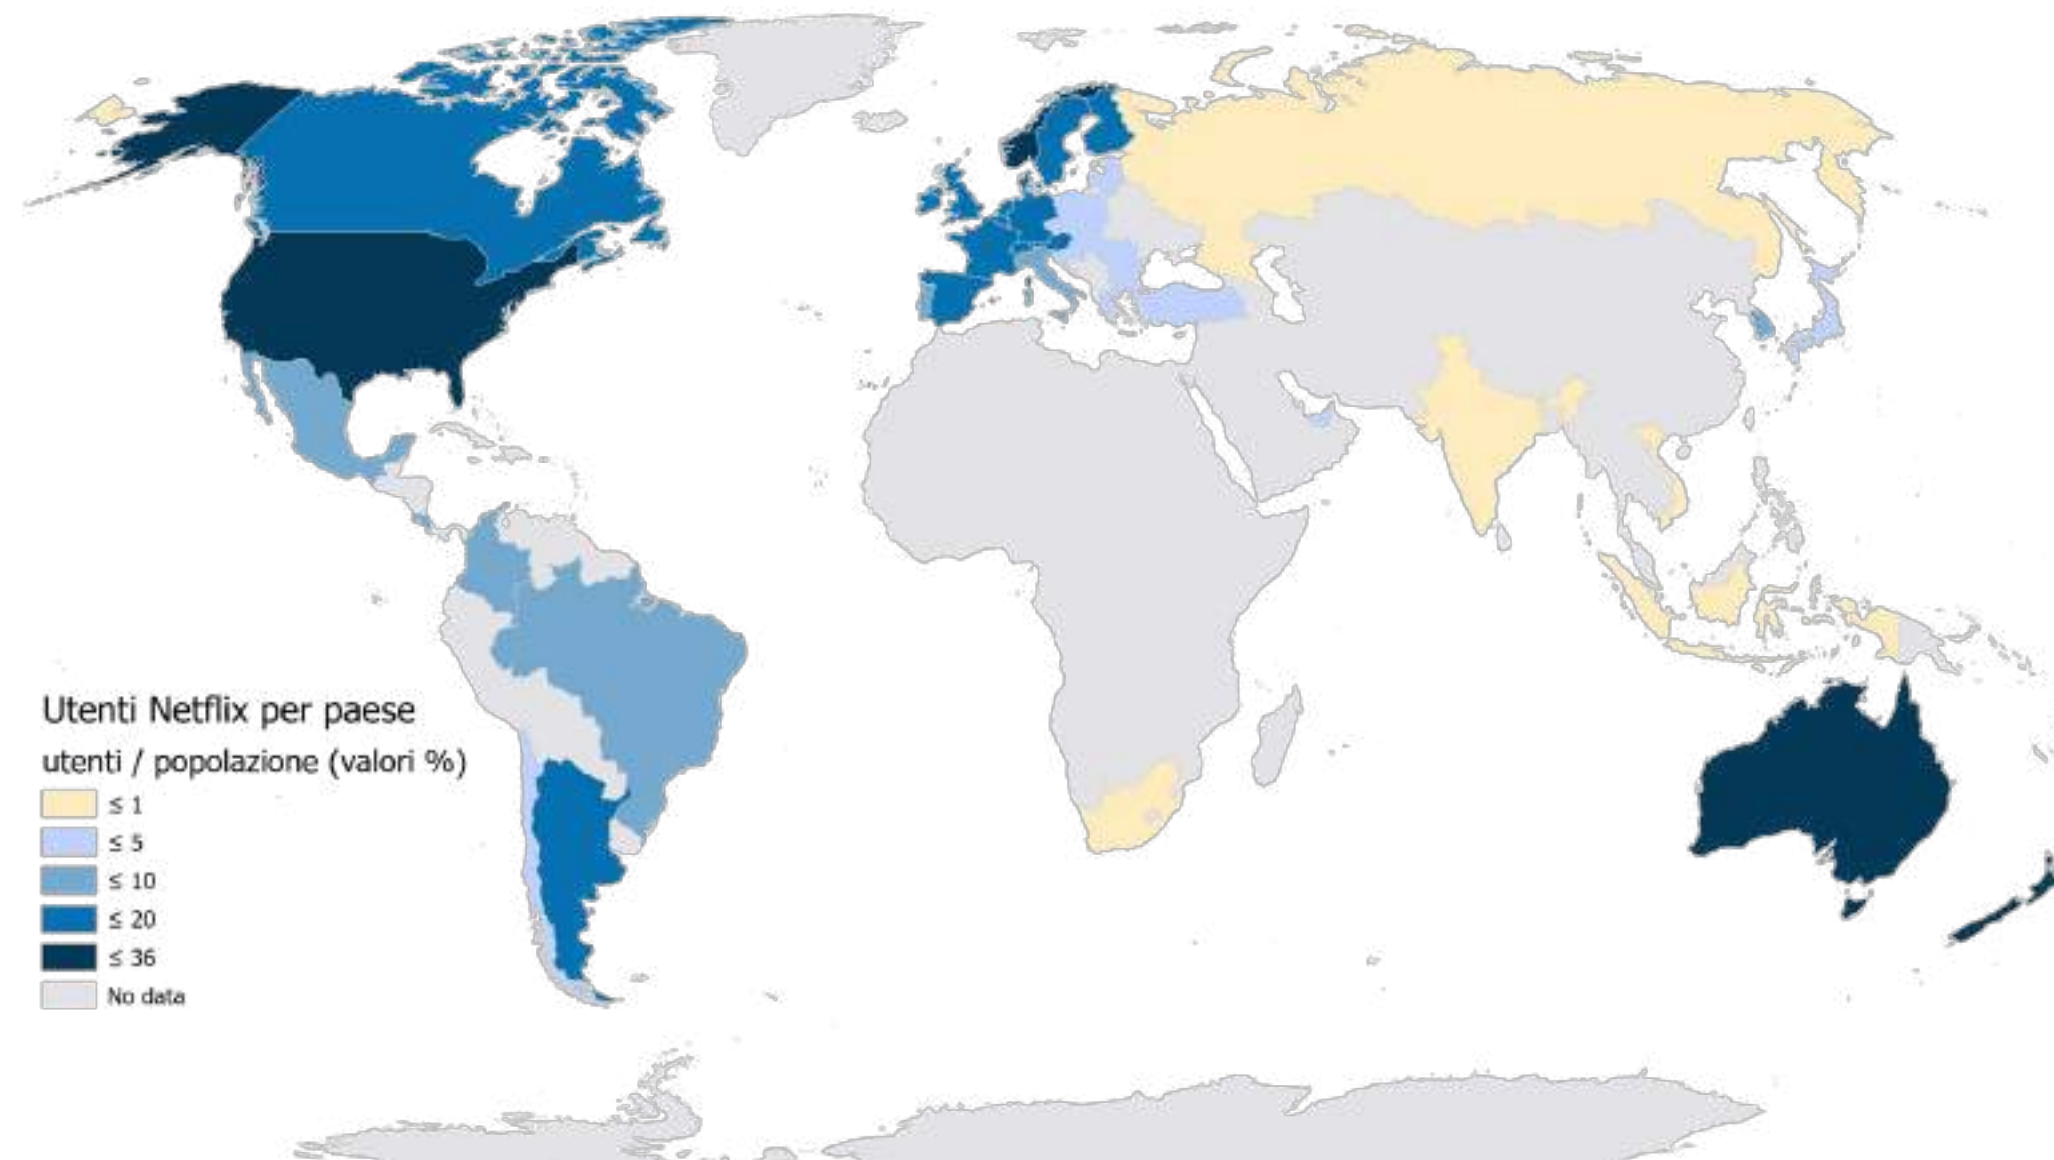 Utenti Netflix per paese
utenti / popolazione (valori %)
≤ 1
≤ 5
≤ 10
≤ 20
≤ 36
No data